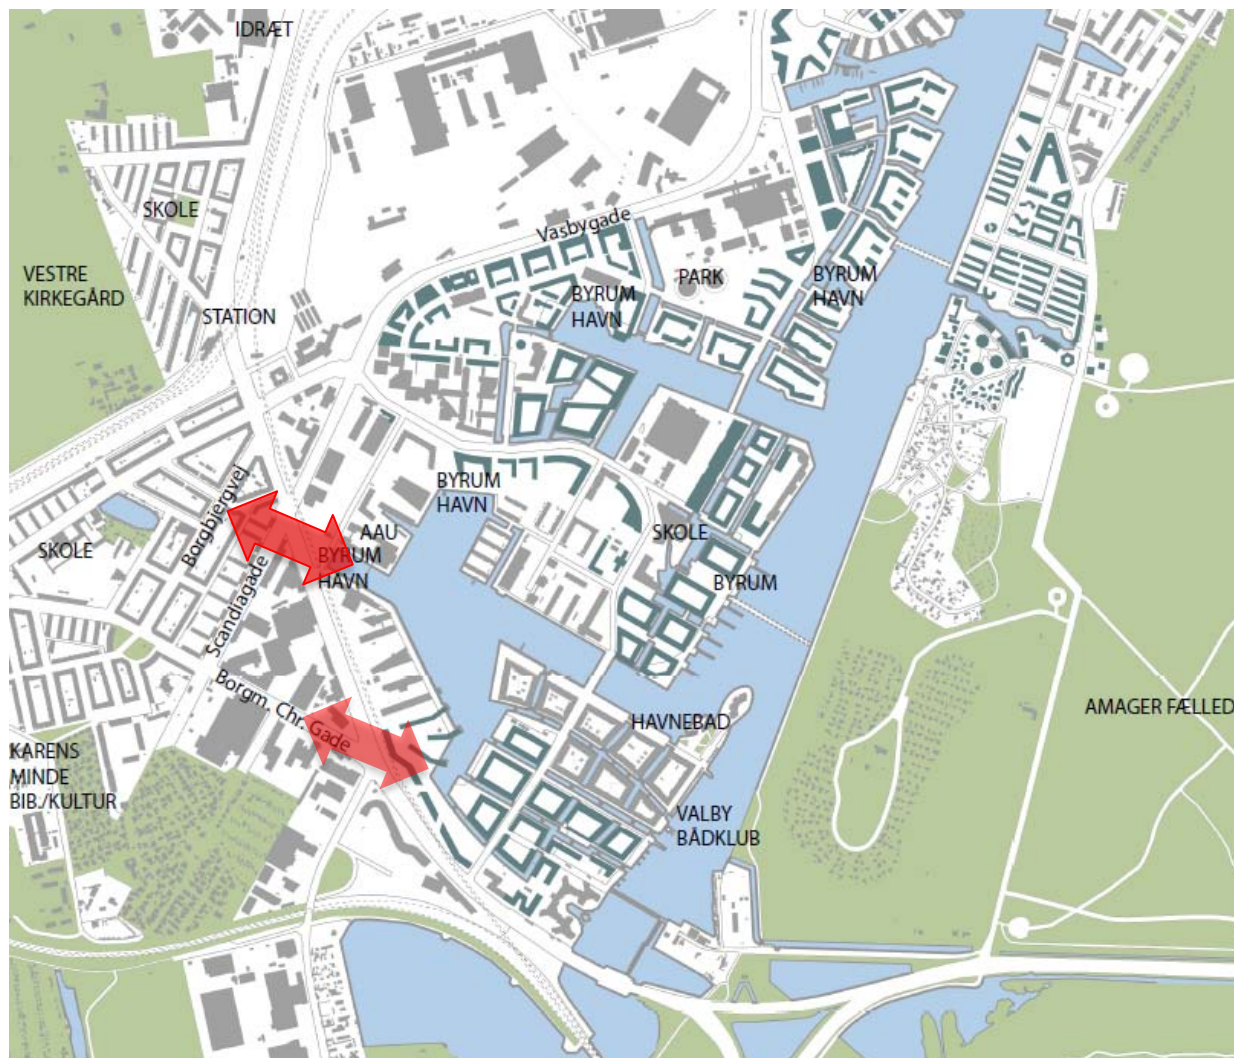 IDRÆT
SKOLE
Vasbygade
VESTRE
KIRKEGÅRD
PARK
BYRUM
HAVN
BYRUM
HAVN
STATION
BYRUM
HAVN
Borgbjergvej
AAU
SKOLE
SKOLE
BYRUM
HAVN
BYRUM
Scandiagade
Borgm. Chr. Gade
HAVNEBAD
AMAGER FÆLLED
KARENS
MINDE
BIB./KULTUR
VALBY
BÅDKLUB